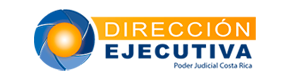 DIRECCIÓN
EJECUTIVA
Poder Judicial Costa Rica